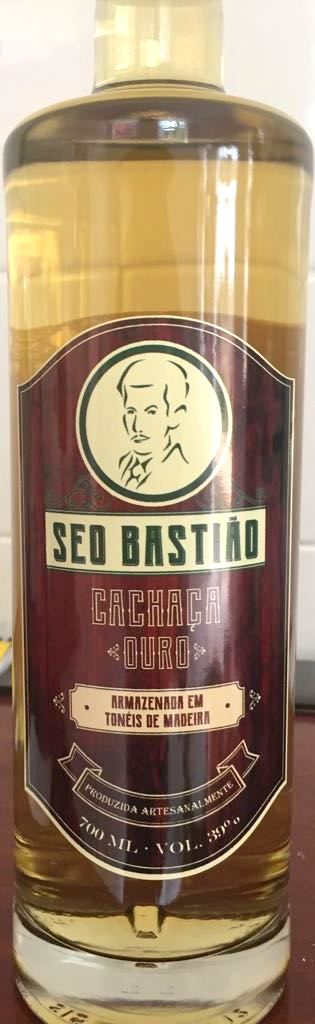 SEO BASTIÃO
CACHAÇA
OURO
ARMAZENADA EM
TONÉIS DE MADEIRA
PRODUZIDA ARTESANALMENTE
700 ML · VOL. 39%